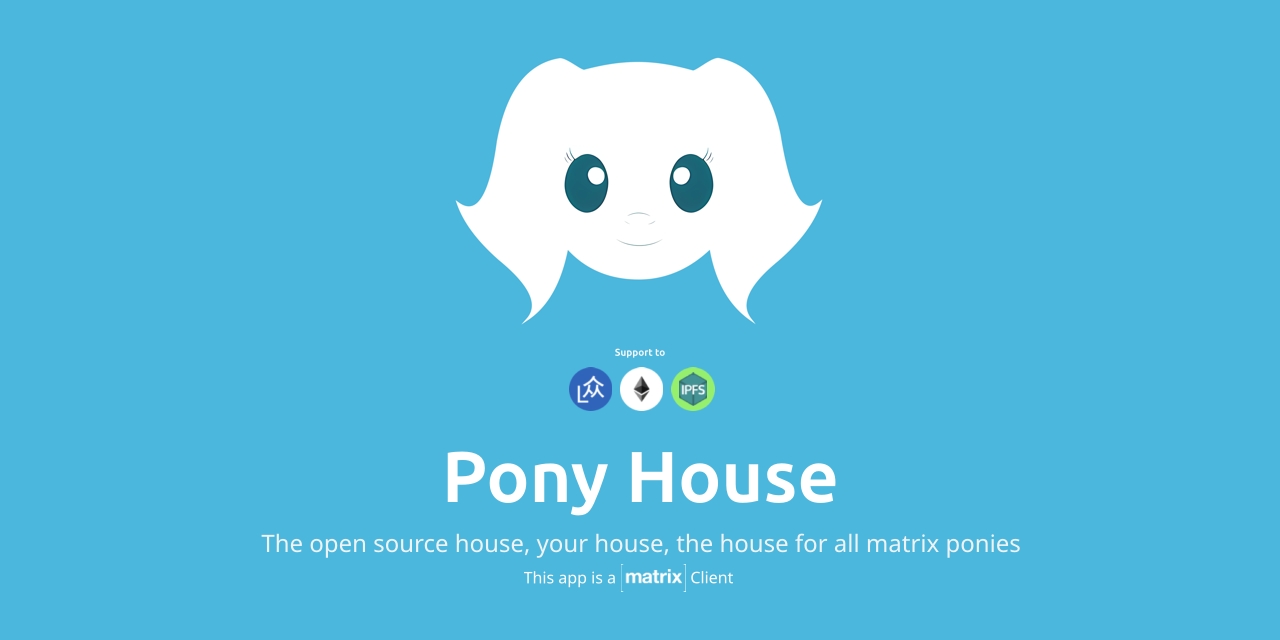 Support to
IPFS
Pony House
The open source house, your house, the house for all matrix ponies
This app is a [matrix] Client